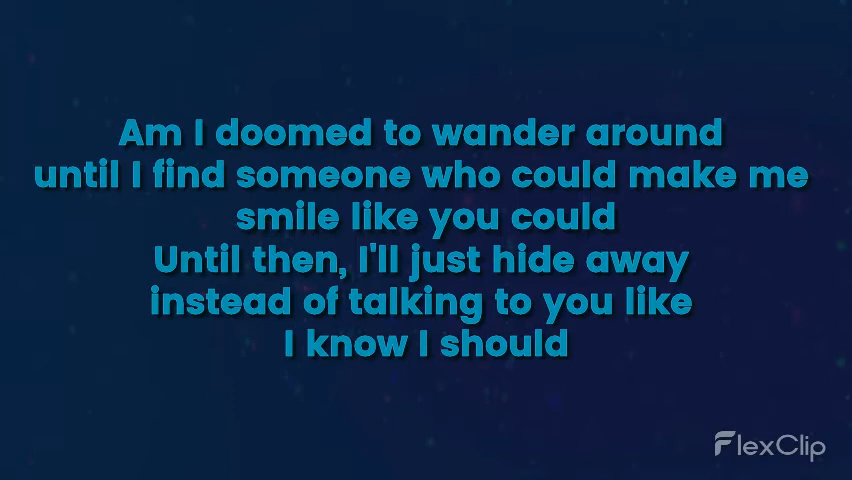 Am I doomed to wander around
until I find someone who could make me
smile like you could
Until then, I'll just hide away
instead of talking to you like
I know I should
FlexClip